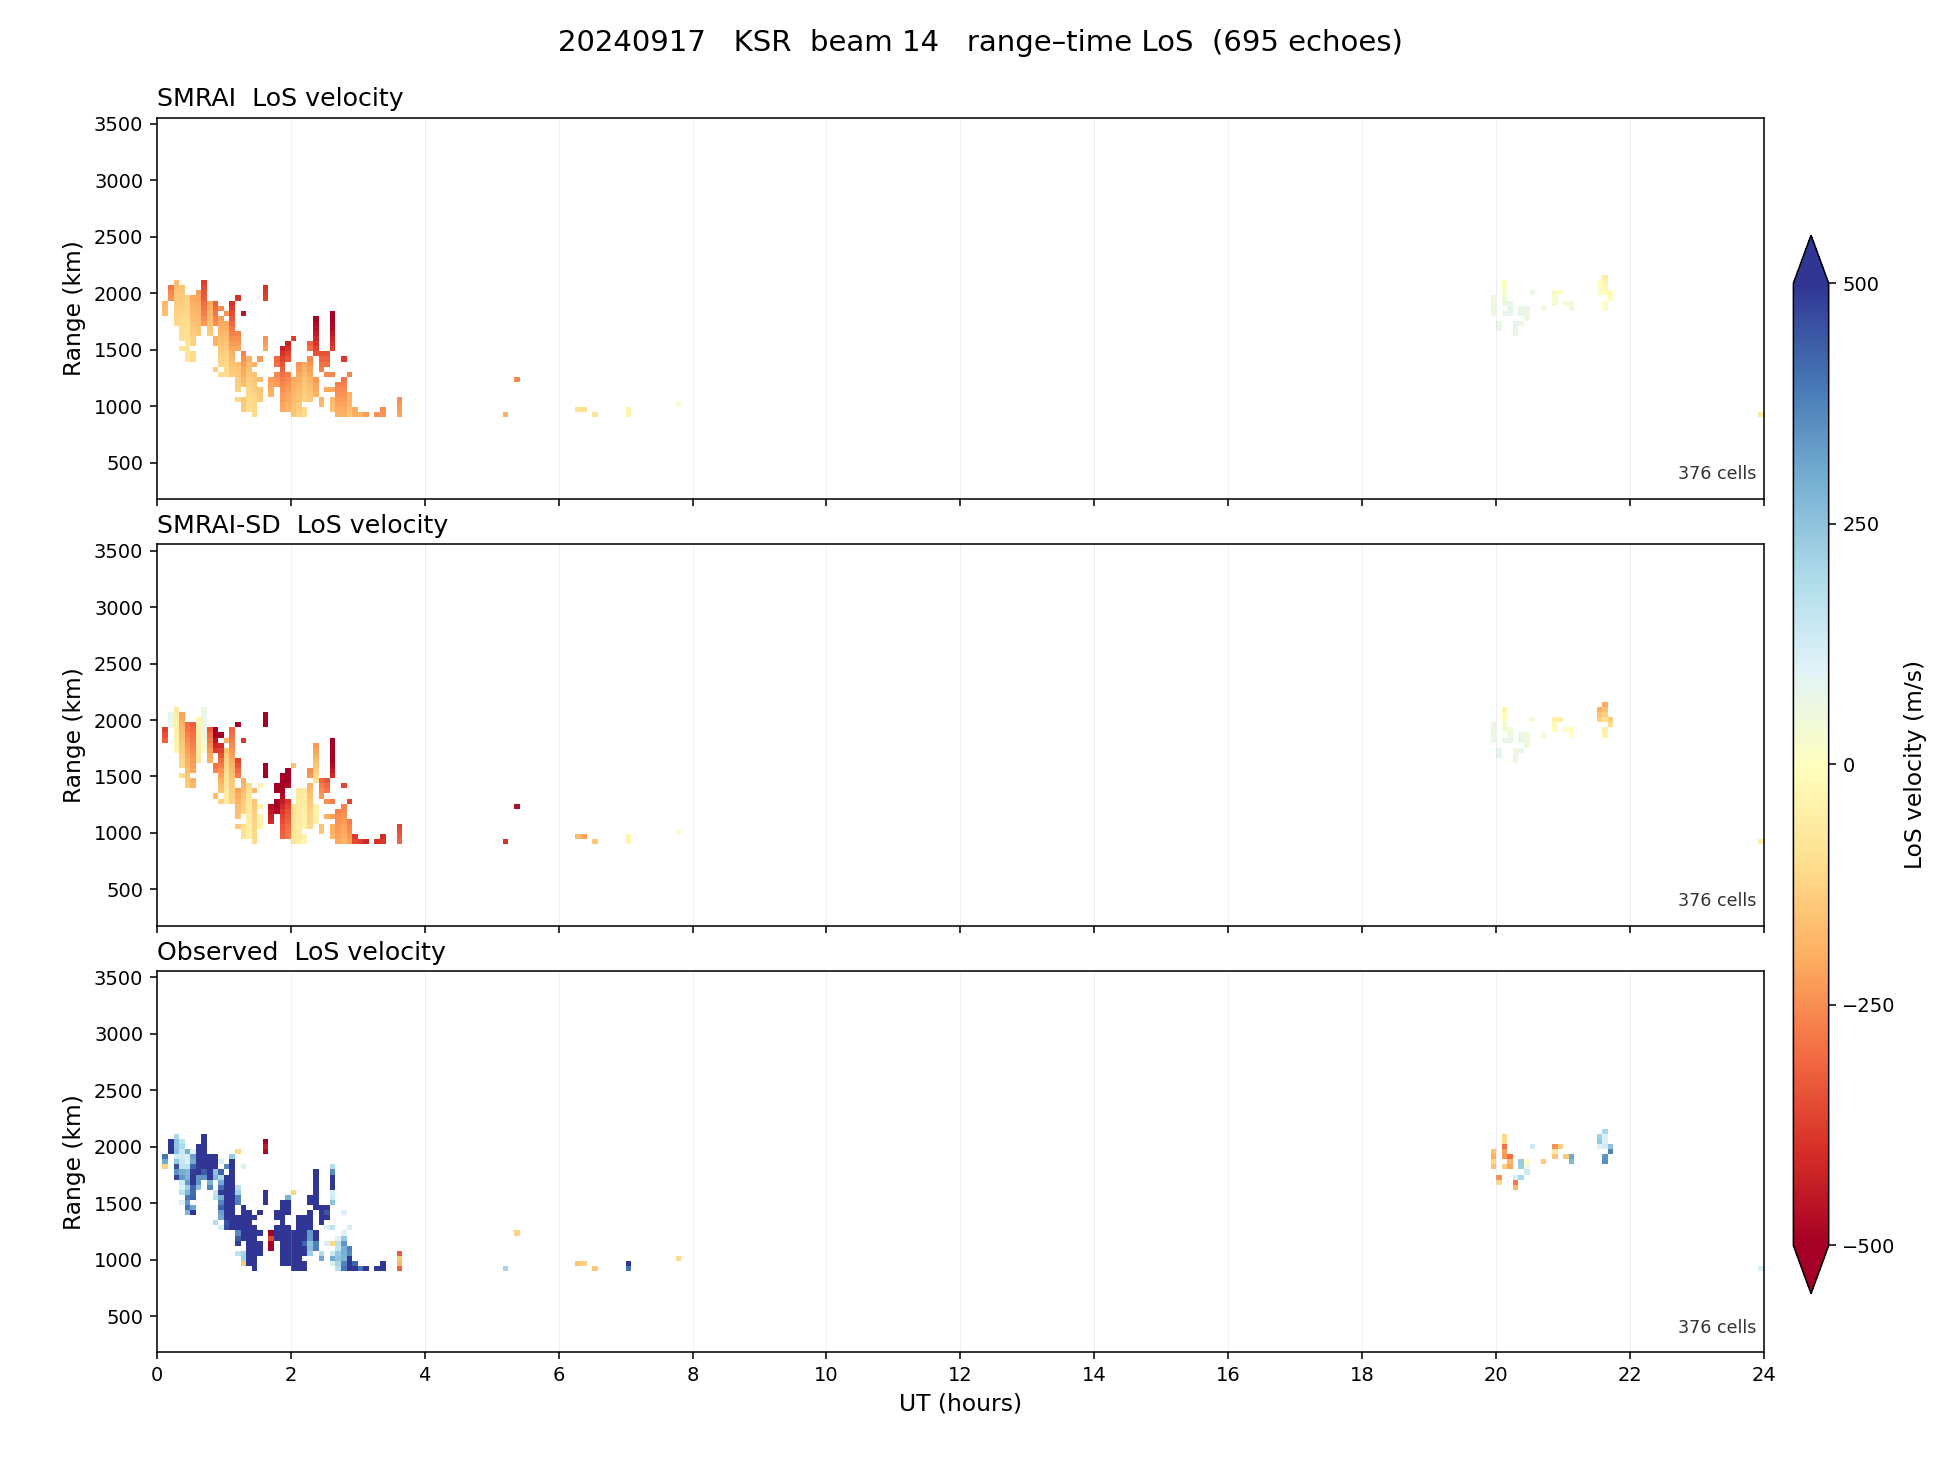 20240917   KSR  beam 14   range–time LoS  (695 echoes)
SMRAI  LoS velocity
3500
3000
2500
2000
1500
1000
500
Range (km)
376 cells
SMRAI-SD  LoS velocity
3500
3000
2500
2000
1500
1000
500
Range (km)
376 cells
Observed  LoS velocity
3500
3000
2500
2000
1500
1000
500
Range (km)
376 cells
0 2 4 6 8 10 12 14 16 18 20 22 24
UT (hours)
500
250
0
−250
−500
LoS velocity (m/s)